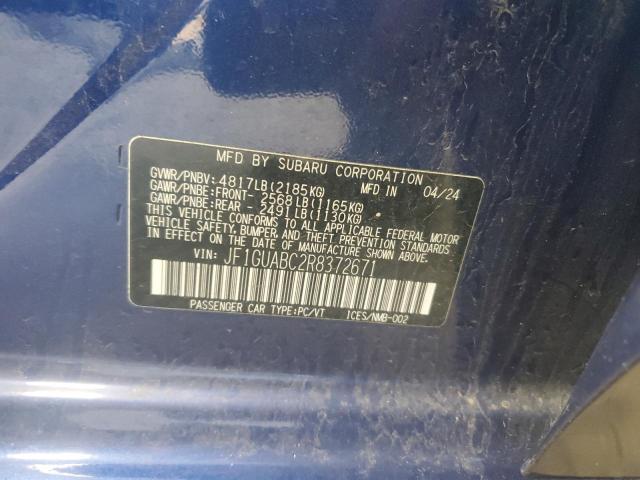 MFD BY SUBARU CORPORATION
GVWR/PNBV: 4817LB(2185KG) MFD IN 04/24
GAWR/PNBE:FRONT- 2568LB(1165KG)
GAWR/PNBE:REAR - 2491LB(1130KG)
THIS VEHICLE CONFORMS TO ALL APPLICABLE FEDERAL MOTOR
VEHICLE SAFETY, BUMPER, AND THEFT PREVENTION STANDARDS
IN EFFECT ON THE DATE OF MANUFACTURE SHOWN ABOVE.
VIN: JF1GUABC2R8372671
PASSENGER CAR TYPE:PC/VT ICES/NMB-002